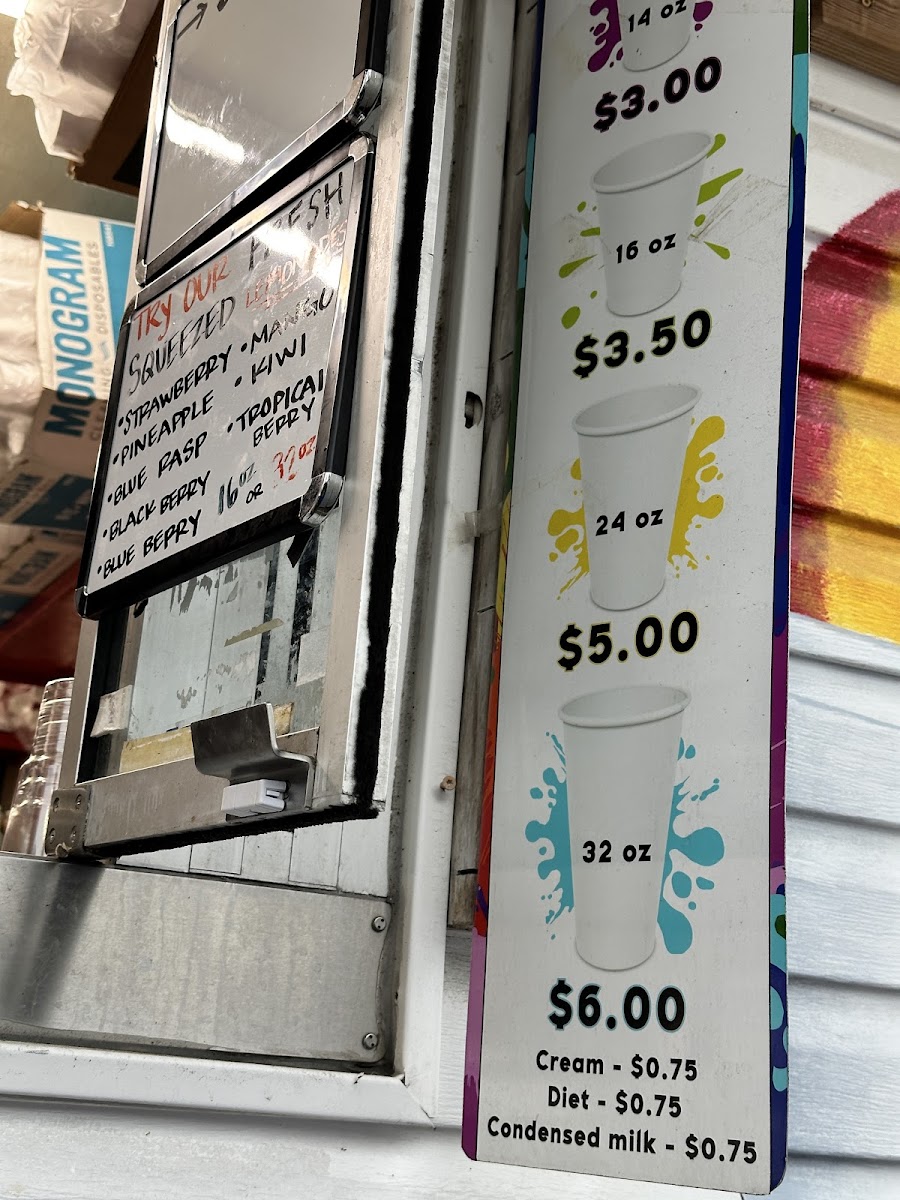 TRY OUR FRESH
SQUEEZED LEMONADES
• STRAWBERRY
• PINEAPPLE
• BLUE RASP
• BLACK BERRY
• BLUE BERRY
• MANGO
• KIWI
• TROPICAL
BERRY
16 oz
OR
32 oz
MONOGRAM
DISPOSABLES
14 oz
$3.00
16 oz
$3.50
24 oz
$5.00
32 oz
$6.00
Cream - $0.75
Diet - $0.75
Condensed milk - $0.75